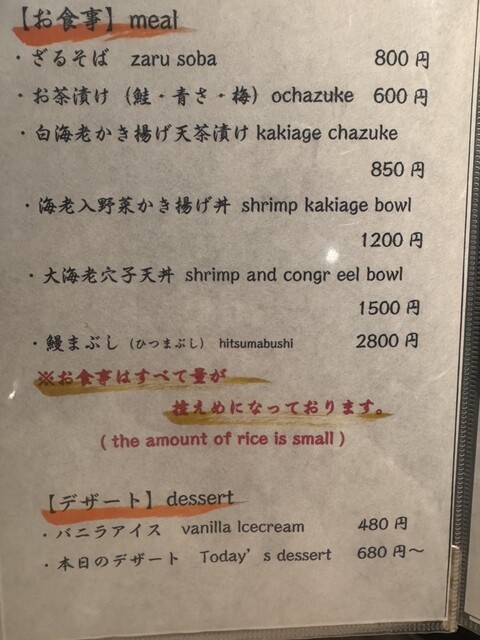 【お食事】meal
・ざるそば zaru soba 800円
・お茶漬け（鮭・青さ・梅）ochazuke 600円
・白海老かき揚げ天茶漬け kakiage chazuke
850円
・海老入野菜かき揚げ丼 shrimp kakiage bowl
1200円
・大海老穴子天丼 shrimp and congr eel bowl
1500円
・鰻まぶし（ひつまぶし） hitsumabushi 2800円
※お食事はすべて量が
控えめになっております。
( the amount of rice is small )
【デザート】dessert
・バニラアイス vanilla Icecream 480円
・本日のデザート Today's dessert 680円～